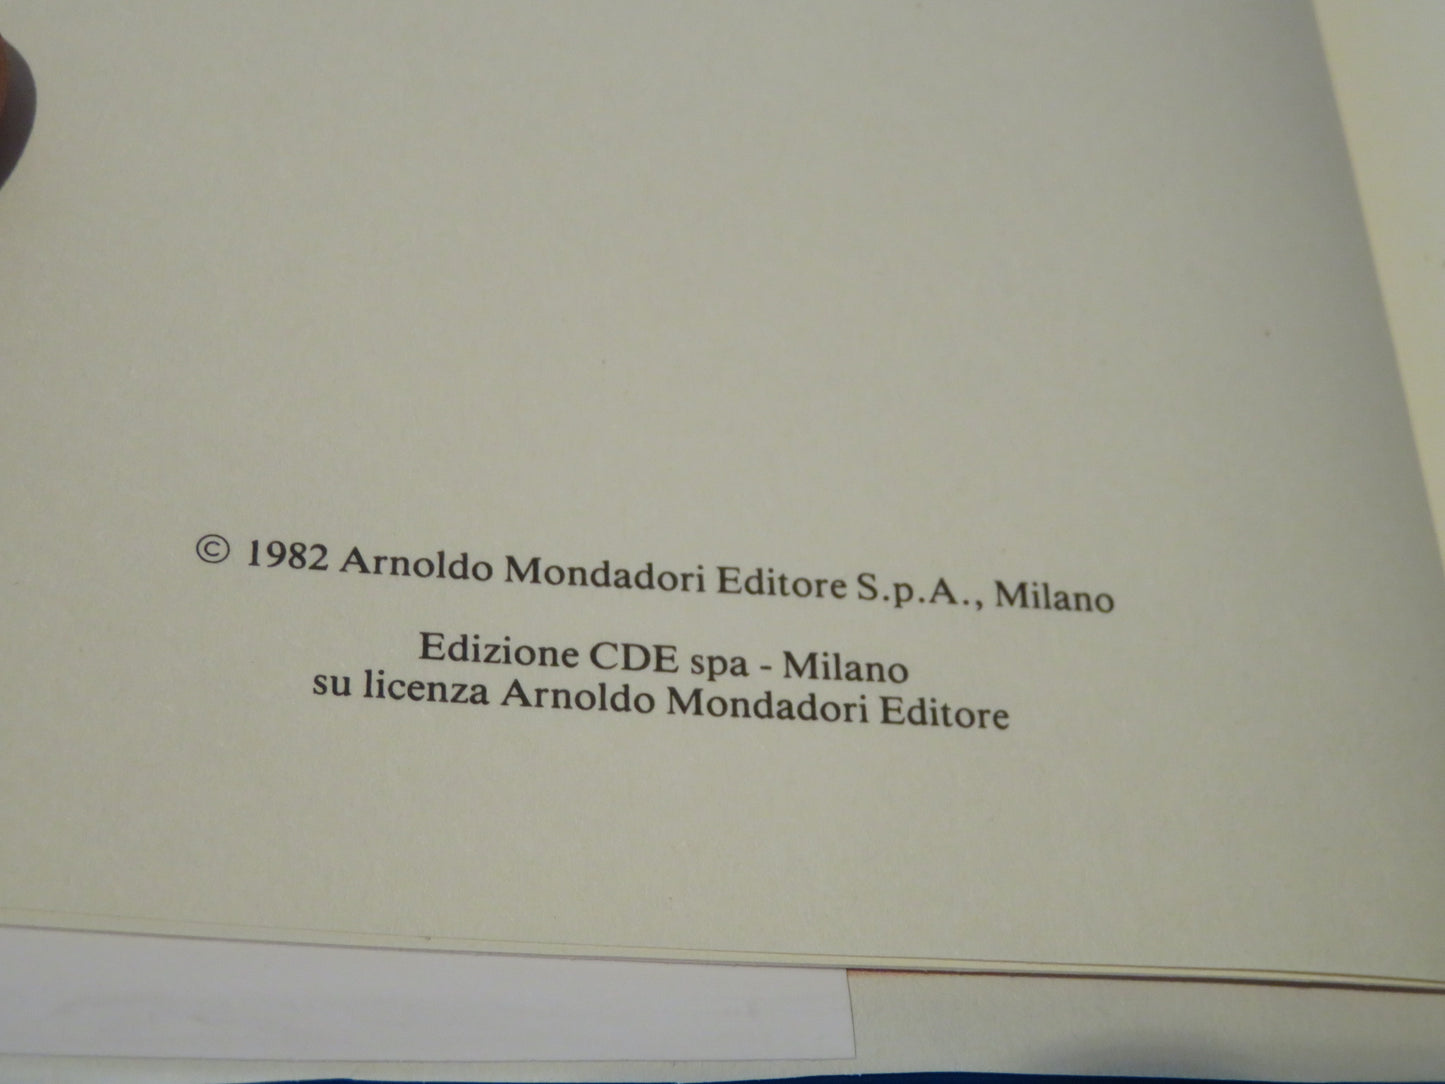 © 1982 Arnoldo Mondadori Editore S.p.A., Milano
Edizione CDE spa - Milano
su licenza Arnoldo Mondadori Editore